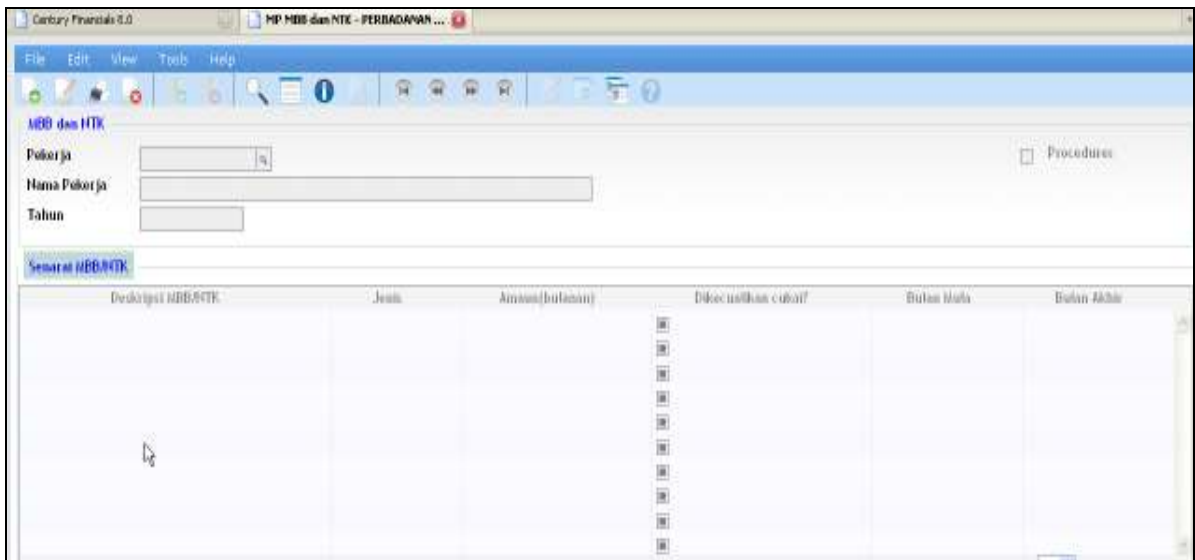 Century Financials 8.0
MP MBB dan NTK - PERBADANAN ...
File Edit View Tools Help
MBB dan NTK
Pekerja
Procedures
Nama Pekerja
Tahun
Senarai MBB/NTK
Deskripsi MBB/NTK Jenis Amaun(bulanan) Dikecualikan cukai? Bulan Mula Bulan Akhir